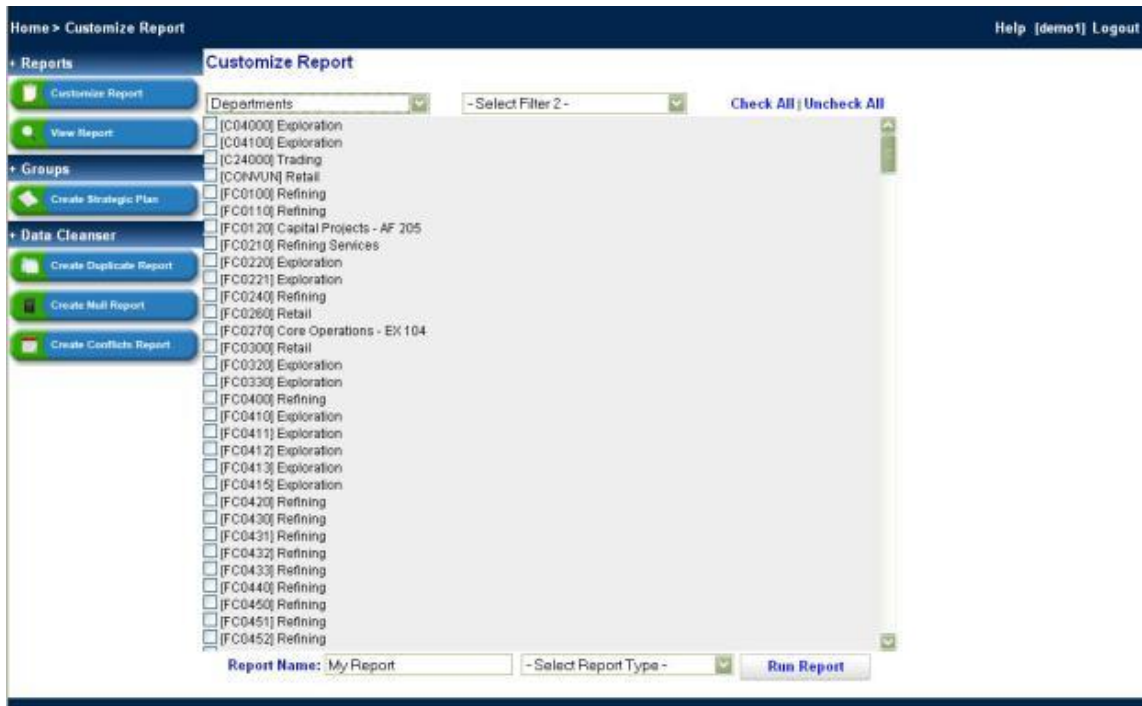 Home > Customize Report
Help [demo1] Logout
+ Reports
Customize Report
View Report
+ Groups
Create Strategic Plan
+ Data Cleanser
Create Duplicate Report
Create Null Report
Create Conflicts Report
Customize Report
Departments
- Select Filter 2 -
Check All | Uncheck All
[C04000] Exploration
[C04100] Exploration
[C24000] Trading
[CONVUN] Retail
[FC0100] Refining
[FC0110] Refining
[FC0120] Capital Projects - AF 205
[FC0210] Refining Services
[FC0220] Exploration
[FC0221] Exploration
[FC0240] Refining
[FC0260] Retail
[FC0270] Core Operations - EX 104
[FC0300] Retail
[FC0320] Exploration
[FC0330] Exploration
[FC0400] Refining
[FC0410] Exploration
[FC0411] Exploration
[FC0412] Exploration
[FC0413] Exploration
[FC0415] Exploration
[FC0420] Refining
[FC0430] Refining
[FC0431] Refining
[FC0432] Refining
[FC0433] Refining
[FC0440] Refining
[FC0450] Refining
[FC0451] Refining
[FC0452] Refining
Report Name: My Report
- Select Report Type -
Run Report